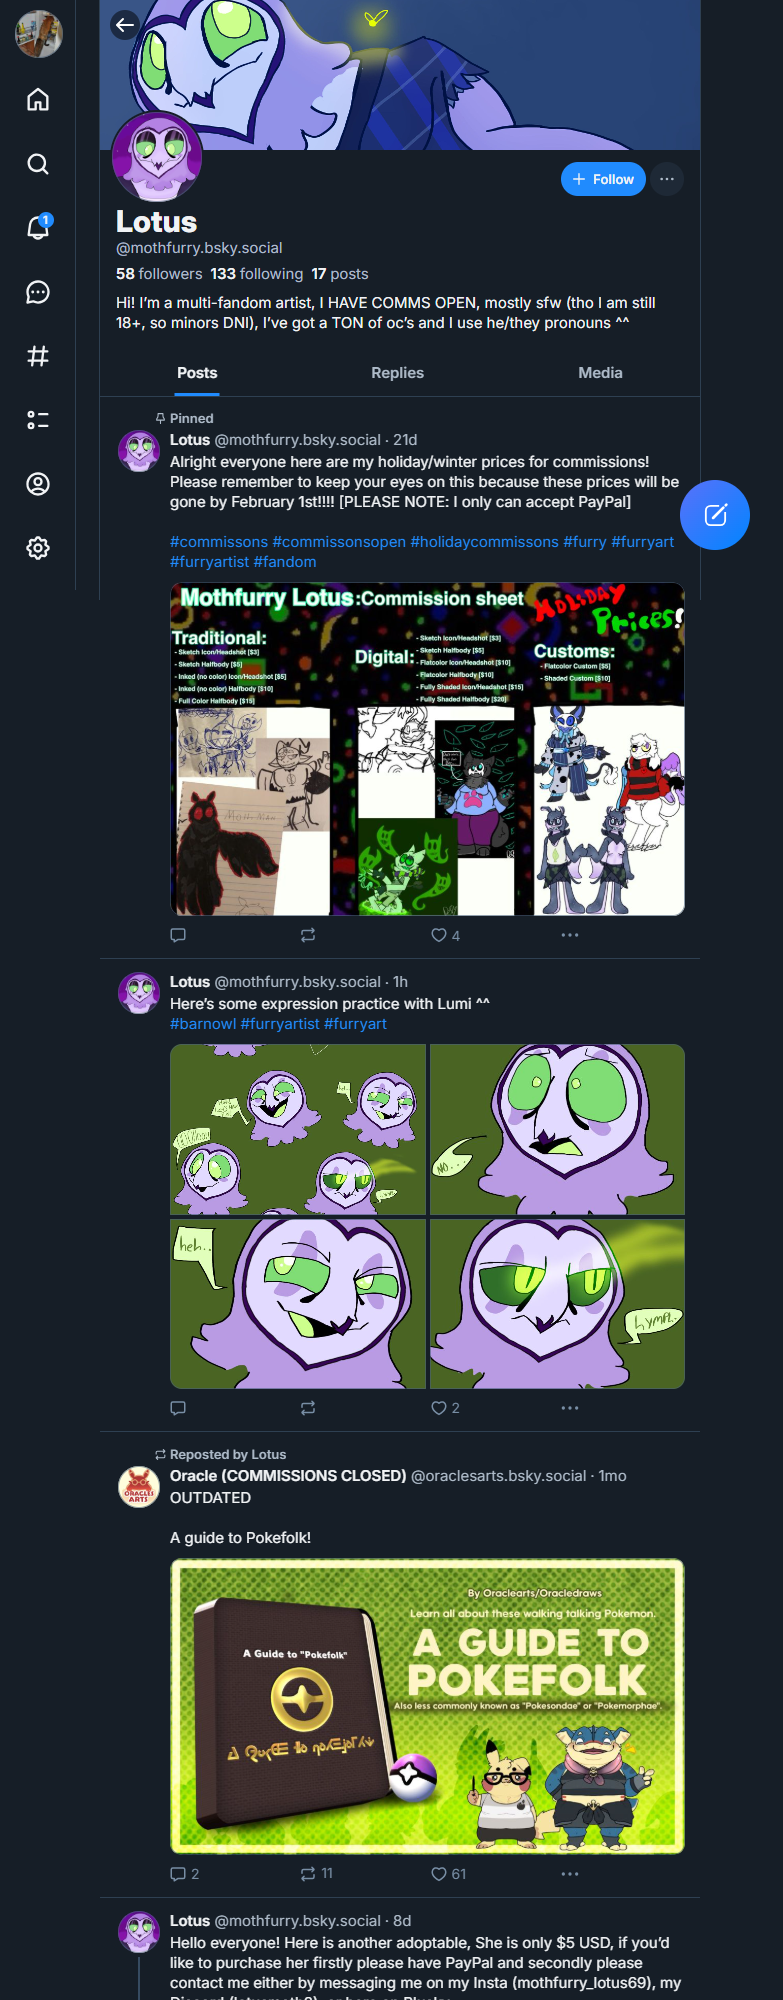 1
+ Follow
Lotus
@mothfurry.bsky.social
58 followers 133 following 17 posts
Hi! I'm a multi-fandom artist, I HAVE COMMS OPEN, mostly sfw (tho I am still
18+, so minors DNI), I've got a TON of oc's and I use he/they pronouns ^^
Posts Replies Media
Pinned
Lotus @mothfurry.bsky.social · 21d
Alright everyone here are my holiday/winter prices for commissions!
Please remember to keep your eyes on this because these prices will be
gone by February 1st!!!! [PLEASE NOTE: I only can accept PayPal]
#commissons #commissonsopen #holidaycommissons #furry #furryart
#furryartist #fandom
Mothfurry Lotus:Commission sheet
HOLIDAY
Prices!
Traditional:
- Sketch Icon/Headshot [$3]
- Sketch Halfbody [$5]
- Inked (no color) Icon/Headshot [$5]
- Inked (no color) Halfbody [$10]
- Full Color Halfbody [$15]
Digital:
- Sketch Icon/Headshot [$3]
- Sketch Halfbody [$5]
- Flatcolor Icon/Headshot [$10]
- Flatcolor Halfbody [$10]
- Fully Shaded Icon/Headshot [$15]
- Fully Shaded Halfbody [$20]
Customs:
- Flatcolor Custom [$5]
- Shaded Custom [$10]
4
Lotus @mothfurry.bsky.social · 1h
Here's some expression practice with Lumi ^^
#barnowl #furryartist #furryart
NO...
heh..
hymph..
2
Reposted by Lotus
Oracle (COMMISSIONS CLOSED) @oraclesarts.bsky.social · 1mo
ORACLES
ARTS
OUTDATED
A guide to Pokefolk!
By Oraclearts/Oraciedraws
Learn all about these walking talking Pokemon.
A GUIDE TO
POKEFOLK
Also less commonly known as "Pokesondae" or "Pokemorphae".
A Guide to "Pokefolk"
2 11 61
Lotus @mothfurry.bsky.social · 8d
Hello everyone! Here is another adoptable, She is only $5 USD, if you'd
like to purchase her firstly please have PayPal and secondly please
contact me either by messaging me on my Insta (mothfurry_lotus69), my